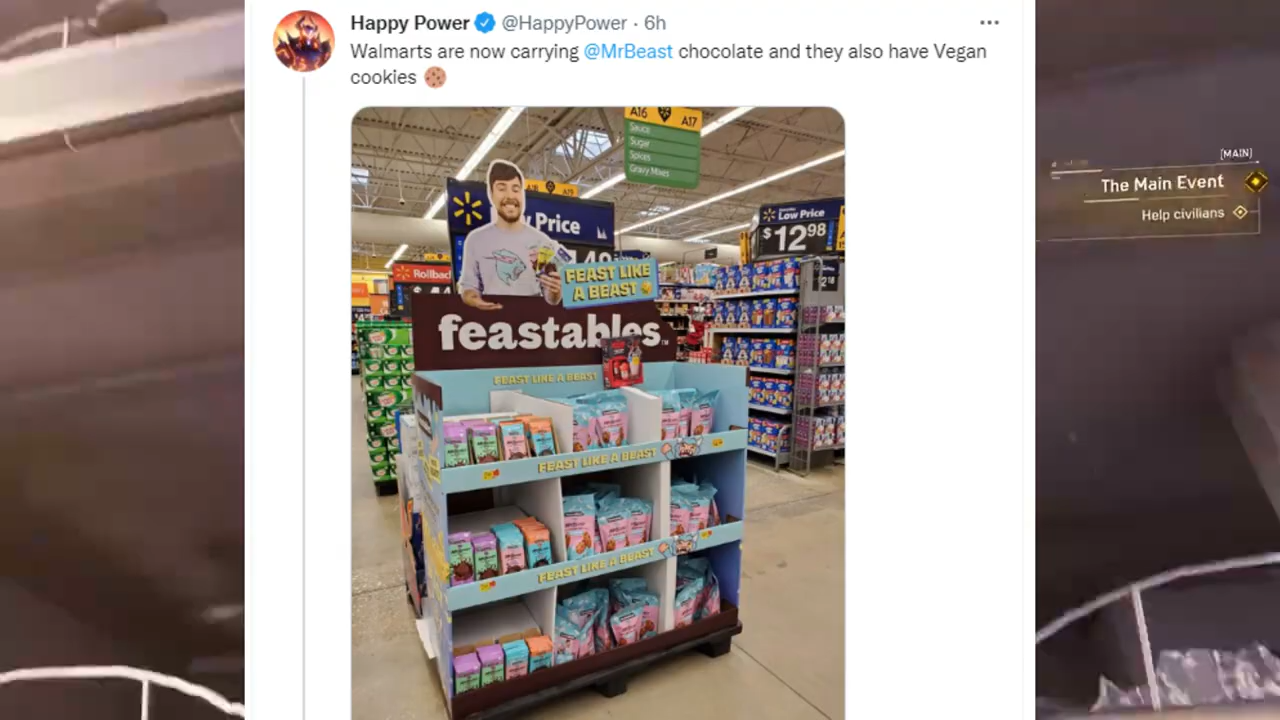 Happy Power @HappyPower · 6h
Walmarts are now carrying @MrBeast chocolate and they also have Vegan
cookies
A16 A17
Sauce
Sugar
Spices
Gravy Mixes
Price
Low Price
$12.98
Rollback
FEAST LIKE
A BEAST
feastables
FEAST LIKE A BEAST
FEAST LIKE A BEAST
FEAST LIKE A BEAST
[MAIN]
The Main Event
Help civilians